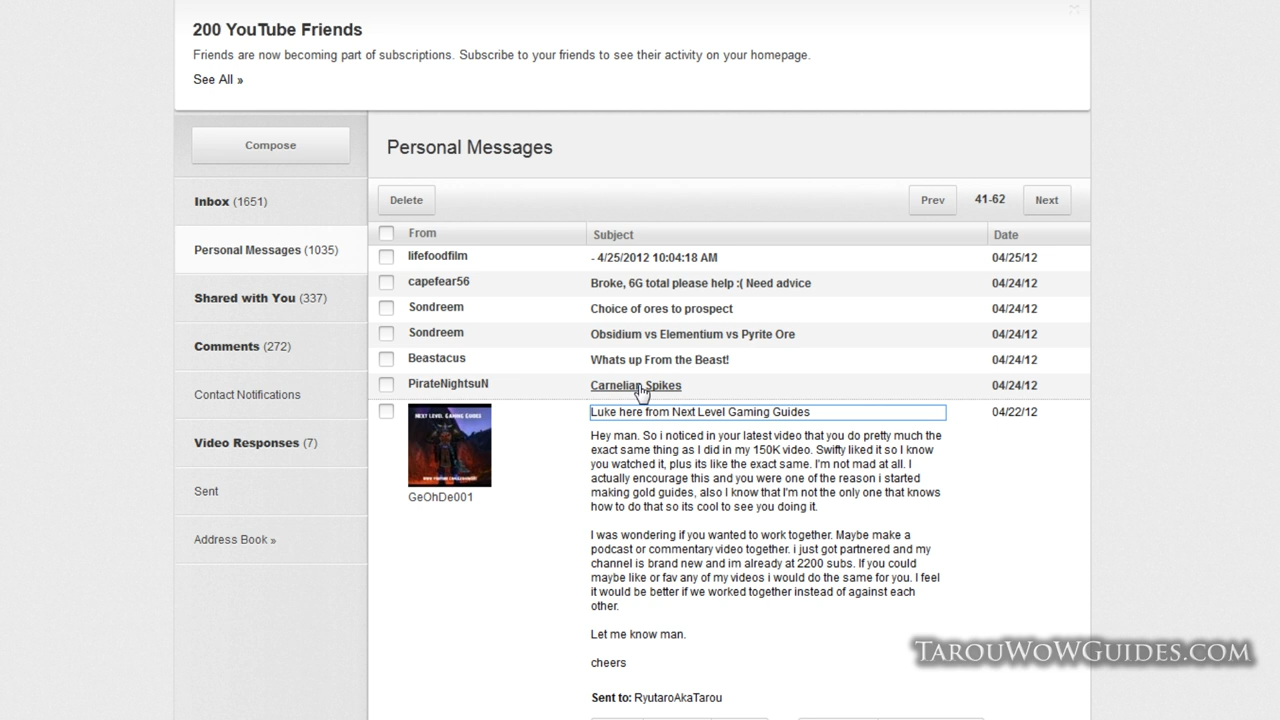 200 YouTube Friends
Friends are now becoming part of subscriptions. Subscribe to your friends to see their activity on your homepage.
See All »
Compose
Personal Messages
Inbox (1651)
Delete
Prev
41-62
Next
From
Subject
Date
Personal Messages (1035)
lifefoodfilm
- 4/25/2012 10:04:18 AM
04/25/12
capefear56
Broke, 6G total please help :( Need advice
04/24/12
Shared with You (337)
Sondreem
Choice of ores to prospect
04/24/12
Sondreem
Obsidium vs Elementium vs Pyrite Ore
04/24/12
Comments (272)
Beastacus
Whats up From the Beast!
04/24/12
PirateNightsuN
Carnelian Spikes
04/24/12
Contact Notifications
Luke here from Next Level Gaming Guides
04/22/12
NEXT LEVEL GAMING GUIDES
Hey man. So i noticed in your latest video that you do pretty much the
exact same thing as I did in my 150K video. Swifty liked it so I know
you watched it, plus its like the exact same. I'm not mad at all. I
actually encourage this and you were one of the reason i started
making gold guides, also I know that I'm not the only one that knows
how to do that so its cool to see you doing it.
GeOhDe001
Video Responses (7)
Sent
Address Book »
I was wondering if you wanted to work together. Maybe make a
podcast or commentary video together. i just got partnered and my
channel is brand new and im already at 2200 subs. If you could
maybe like or fav any of my videos i would do the same for you. I feel
it would be better if we worked together instead of against each
other.
Let me know man.
cheers
Sent to: RyutaroAkaTarou
TarouWoWGuides.com